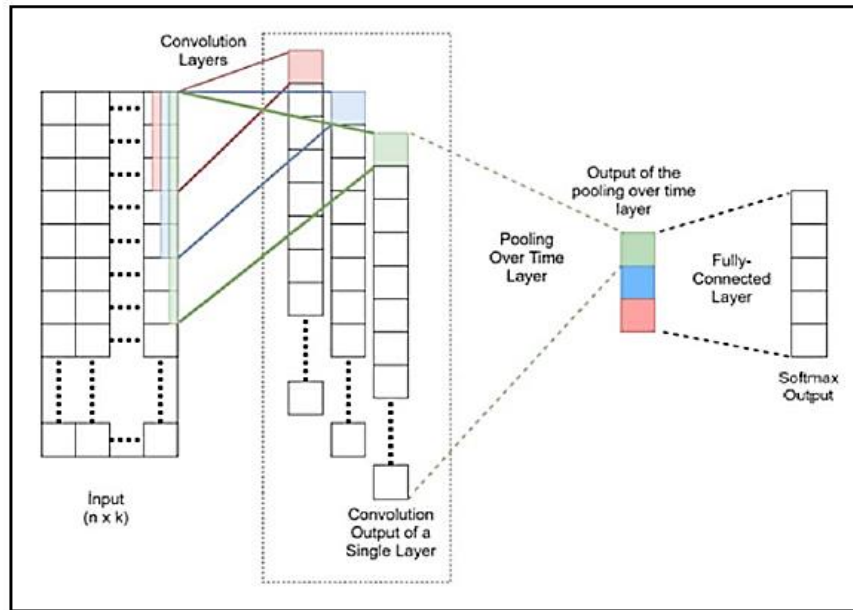 Convolution
Layers
Input
(n x k)
Convolution
Output of a
Single Layer
Pooling
Over Time
Layer
Output of the
pooling over time
layer
Fully-
Connected
Layer
Softmax
Output